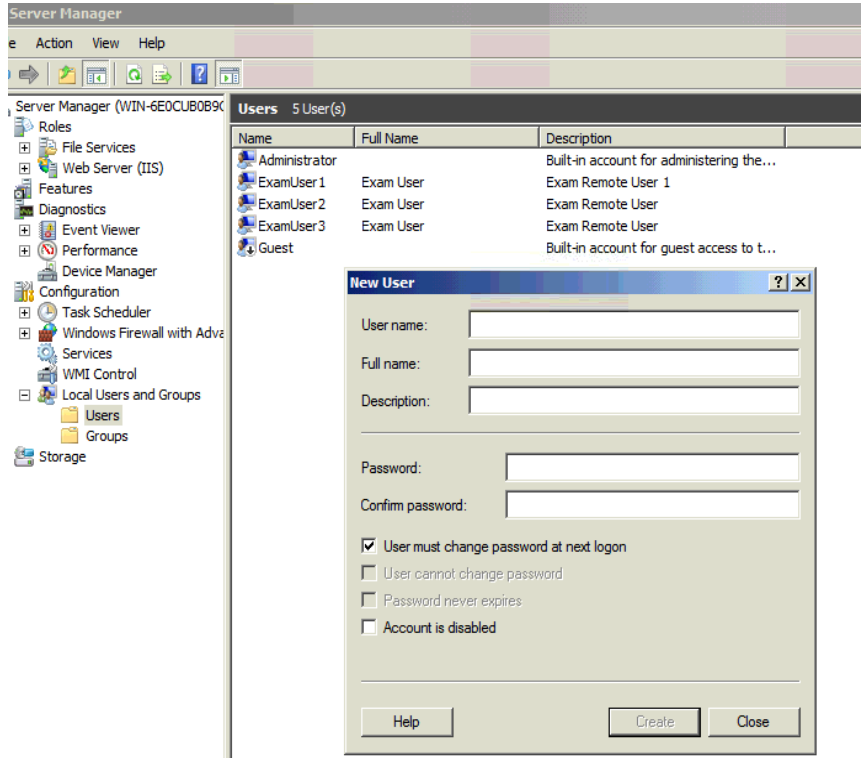 Server Manager
e Action View Help
Server Manager (WIN-6E0CUB0B9C
Roles
File Services
Web Server (IIS)
Features
Diagnostics
Event Viewer
Performance
Device Manager
Configuration
Task Scheduler
Windows Firewall with Adva
Services
WMI Control
Local Users and Groups
Users
Groups
Storage
Users 5 User(s)
Name Full Name Description
Administrator Built-in account for administering the...
ExamUser1 Exam User Exam Remote User 1
ExamUser2 Exam User Exam Remote User
ExamUser3 Exam User Exam Remote User
Guest Built-in account for guest access to t...
New User
User name:
Full name:
Description:
Password:
Confirm password:
User must change password at next logon
User cannot change password
Password never expires
Account is disabled
Help Create Close